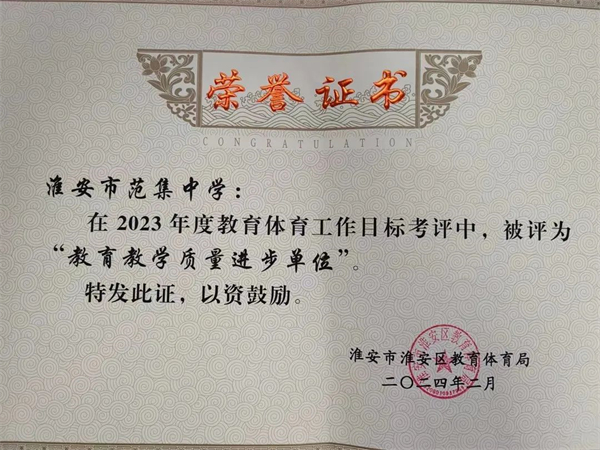 荣誉证书
CONGRATULATION
淮安市范集中学：
在2023年度教育体育工作目标考评中，被评为
“教育教学质量进步单位”。
特发此证，以资鼓励。
淮安市淮安区教育体育局
二〇二四年二月